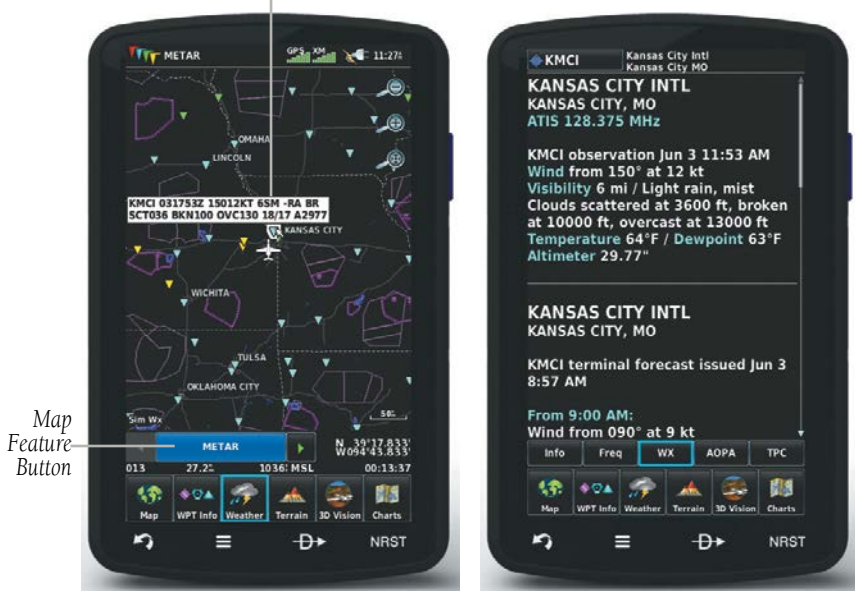 METAR
GPS XM 11:27
OMAHA
LINCOLN
KMCI 031753Z 15012KT 6SM -RA BR
SCT036 BKN100 OVC130 18/17 A2977
KANSAS CITY
WICHITA
TULSA
OKLAHOMA CITY
Sim Wx
50
Map
Feature
Button
METAR
N 39°17.833'
W094°43.833'
013 27.2 1036 MSL 00:13:37
Map WPT Info Weather Terrain 3D Vision Charts
NRST
KMCI
Kansas City Intl
Kansas City MO
KANSAS CITY INTL
KANSAS CITY, MO
ATIS 128.375 MHz
KMCI observation Jun 3 11:53 AM
Wind from 150° at 12 kt
Visibility 6 mi / Light rain, mist
Clouds scattered at 3600 ft, broken
at 10000 ft, overcast at 13000 ft
Temperature 64°F / Dewpoint 63°F
Altimeter 29.77"
KANSAS CITY INTL
KANSAS CITY, MO
KMCI terminal forecast issued Jun 3
8:57 AM
From 9:00 AM:
Wind from 090° at 9 kt
Info Freq WX AOPA TPC
Map WPT Info Weather Terrain 3D Vision Charts
D NRST